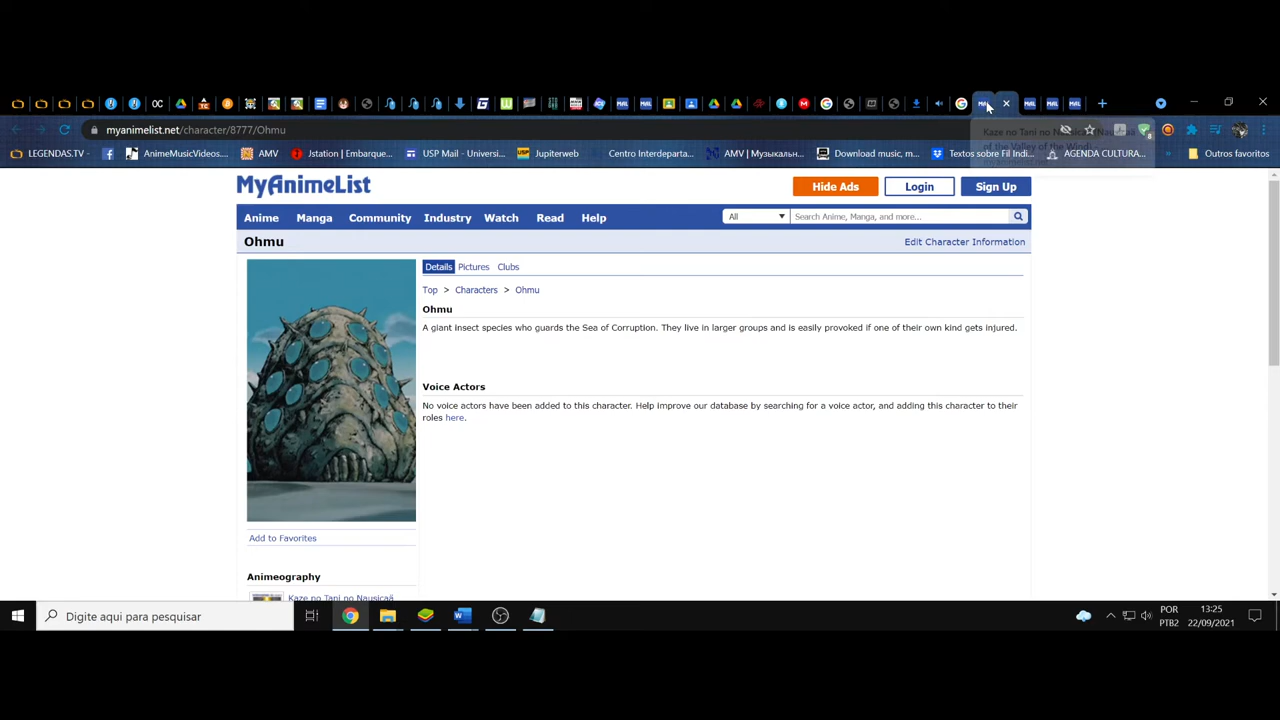 OC
myanimelist.net/character/8777/Ohmu
LEGENDAS.TV -
AnimeMusicVideos...
AMV
Jstation | Embarque...
USP Mail - Universi...
Jupiterweb
Centro Interdeparta...
AMV | Музыкальн...
Download music, m...
Textos sobre Fil Indi...
AGENDA CULTURA...
Outros favoritos
MyAnimeList
Hide Ads
Login
Sign Up
Anime
Manga
Community
Industry
Watch
Read
Help
All
Search Anime, Manga, and more...
Ohmu
Edit Character Information
Details
Pictures
Clubs
Top > Characters > Ohmu
Ohmu
A giant insect species who guards the Sea of Corruption. They live in larger groups and is easily provoked if one of their own kind gets injured.
Voice Actors
No voice actors have been added to this character. Help improve our database by searching for a voice actor, and adding this character to their
roles here.
Add to Favorites
Animeography
Kaze no Tani no Nausicaä
Digite aqui para pesquisar
POR
PTB2
13:25
22/09/2021